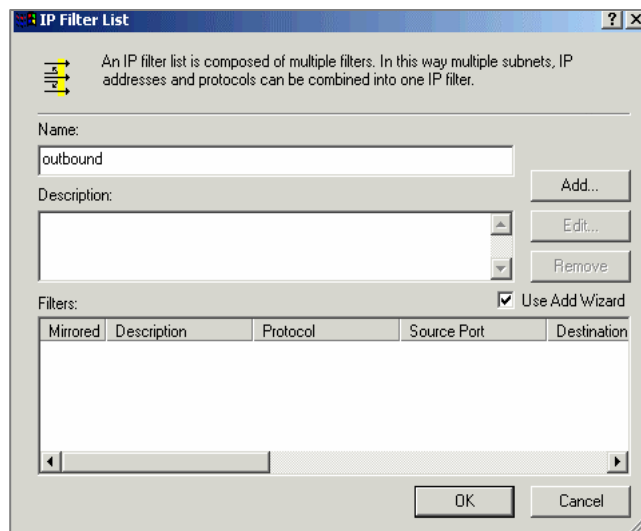 IP Filter List
An IP filter list is composed of multiple filters. In this way multiple subnets, IP
addresses and protocols can be combined into one IP filter.
Name:
outbound
Add...
Description:
Edit...
Remove
Filters:
Use Add Wizard
Mirrored Description Protocol Source Port Destination
OK Cancel